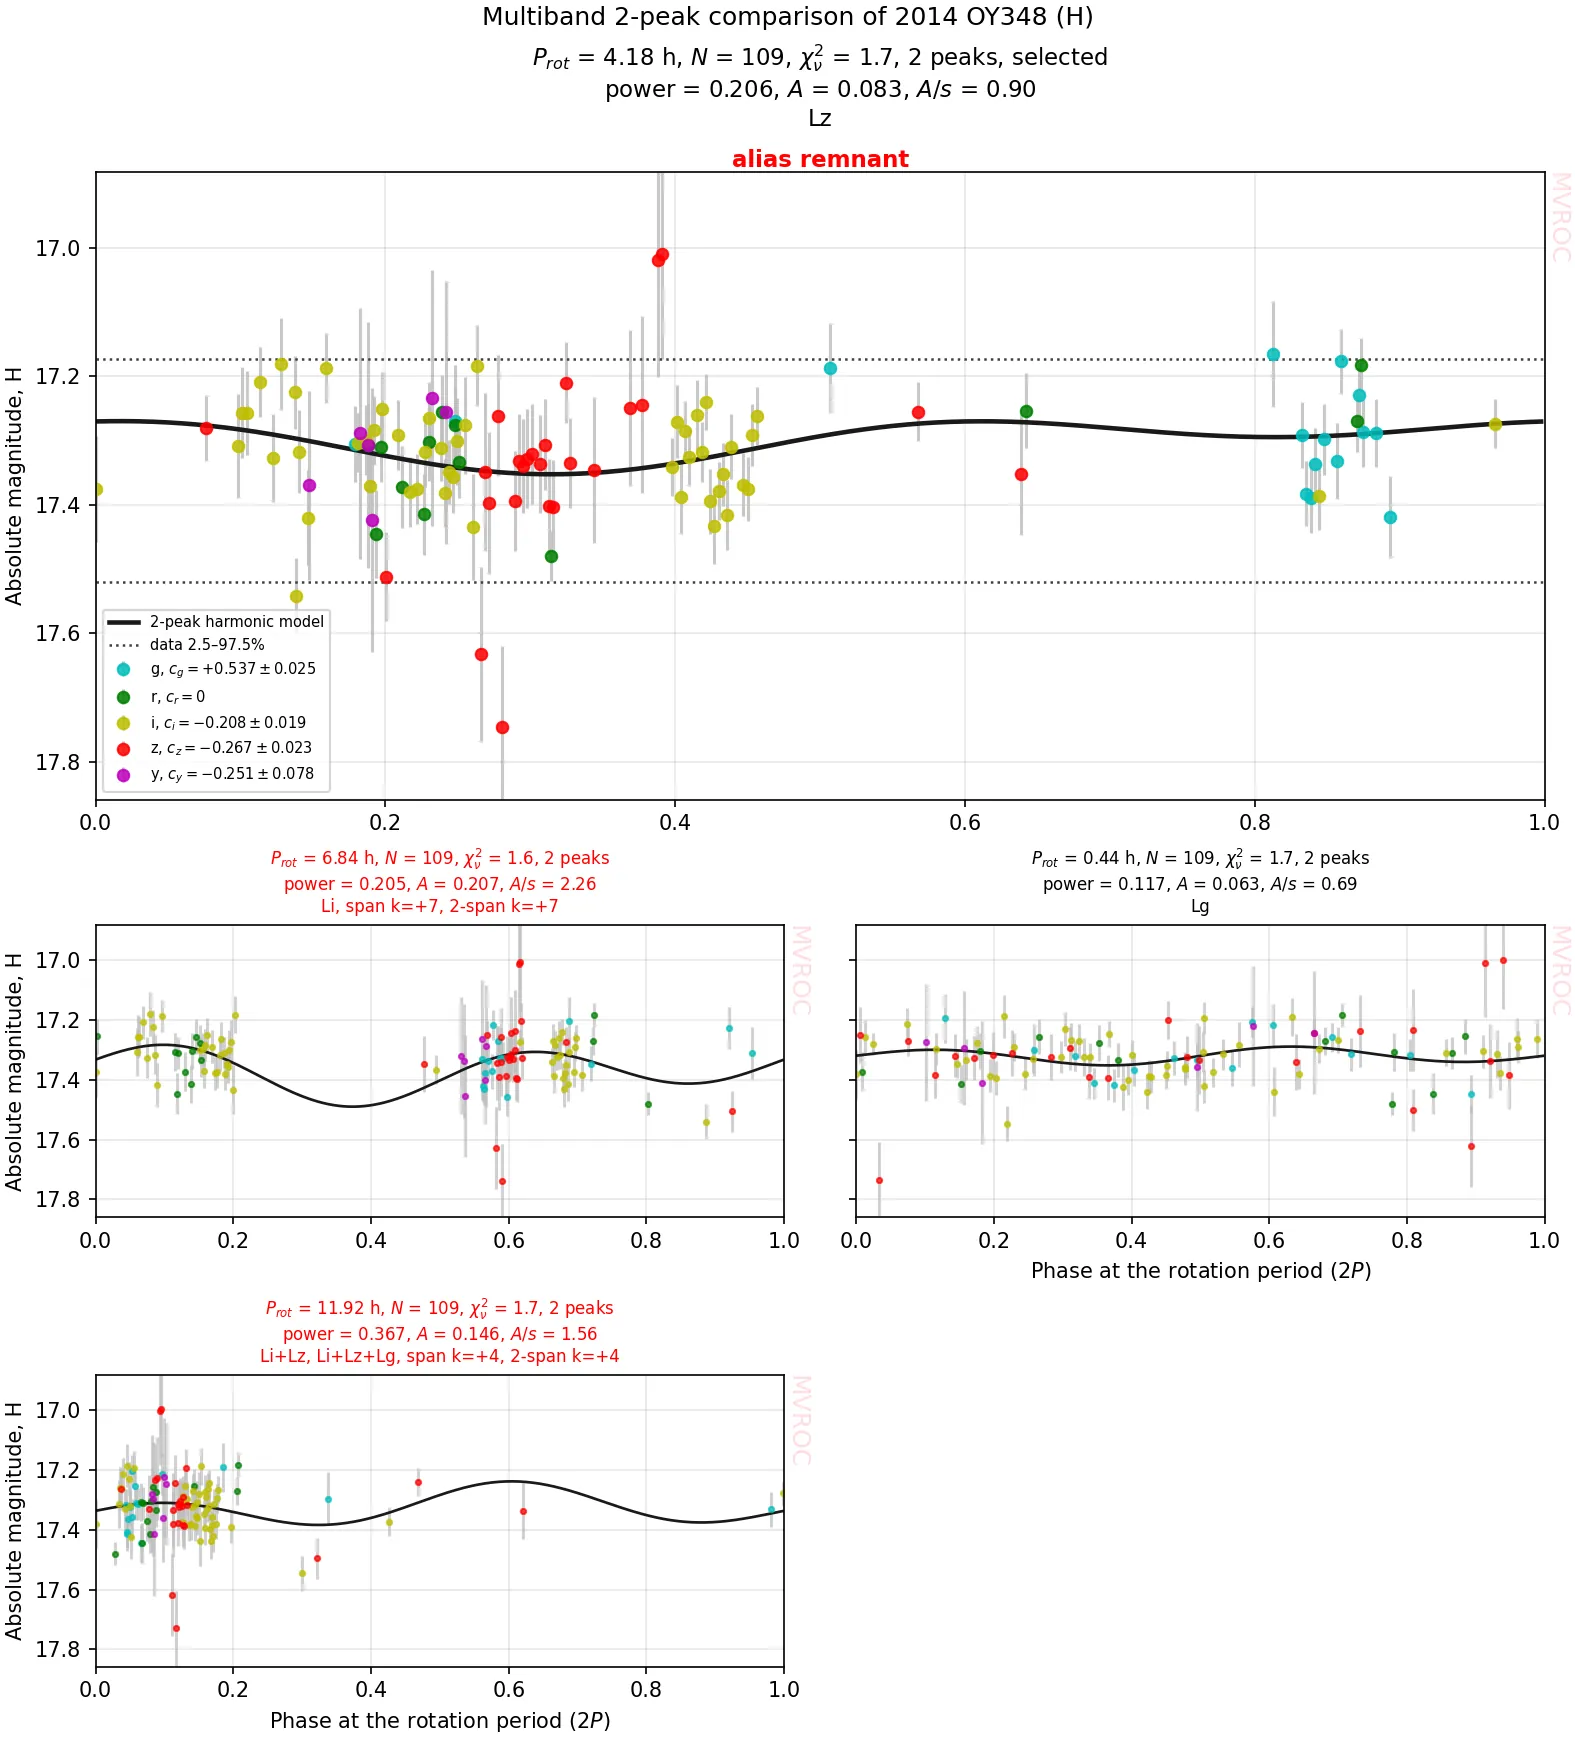 Multiband 2-peak comparison of 2014 OY348 (H)
P_rot = 4.18 h, N = 109, χ²_ν = 1.7, 2 peaks, selected
power = 0.206, A = 0.083, A/s = 0.90
Lz
alias remnant
MVROC
Absolute magnitude, H
17.0
17.2
17.4
17.6
17.8
2-peak harmonic model
data 2.5–97.5%
g, c_g = +0.537 ± 0.025
r, c_r = 0
i, c_i = −0.208 ± 0.019
z, c_z = −0.267 ± 0.023
y, c_y = −0.251 ± 0.078
0.0 0.2 0.4 0.6 0.8 1.0
P_rot = 6.84 h, N = 109, χ²_ν = 1.6, 2 peaks
power = 0.205, A = 0.207, A/s = 2.26
Li, span k=+7, 2-span k=+7
MVROC
Absolute magnitude, H
17.0
17.2
17.4
17.6
17.8
0.0 0.2 0.4 0.6 0.8 1.0
P_rot = 0.44 h, N = 109, χ²_ν = 1.7, 2 peaks
power = 0.117, A = 0.063, A/s = 0.69
Lg
MVROC
0.0 0.2 0.4 0.6 0.8 1.0
Phase at the rotation period (2P)
P_rot = 11.92 h, N = 109, χ²_ν = 1.7, 2 peaks
power = 0.367, A = 0.146, A/s = 1.56
Li+Lz, Li+Lz+Lg, span k=+4, 2-span k=+4
MVROC
Absolute magnitude, H
17.0
17.2
17.4
17.6
17.8
0.0 0.2 0.4 0.6 0.8 1.0
Phase at the rotation period (2P)